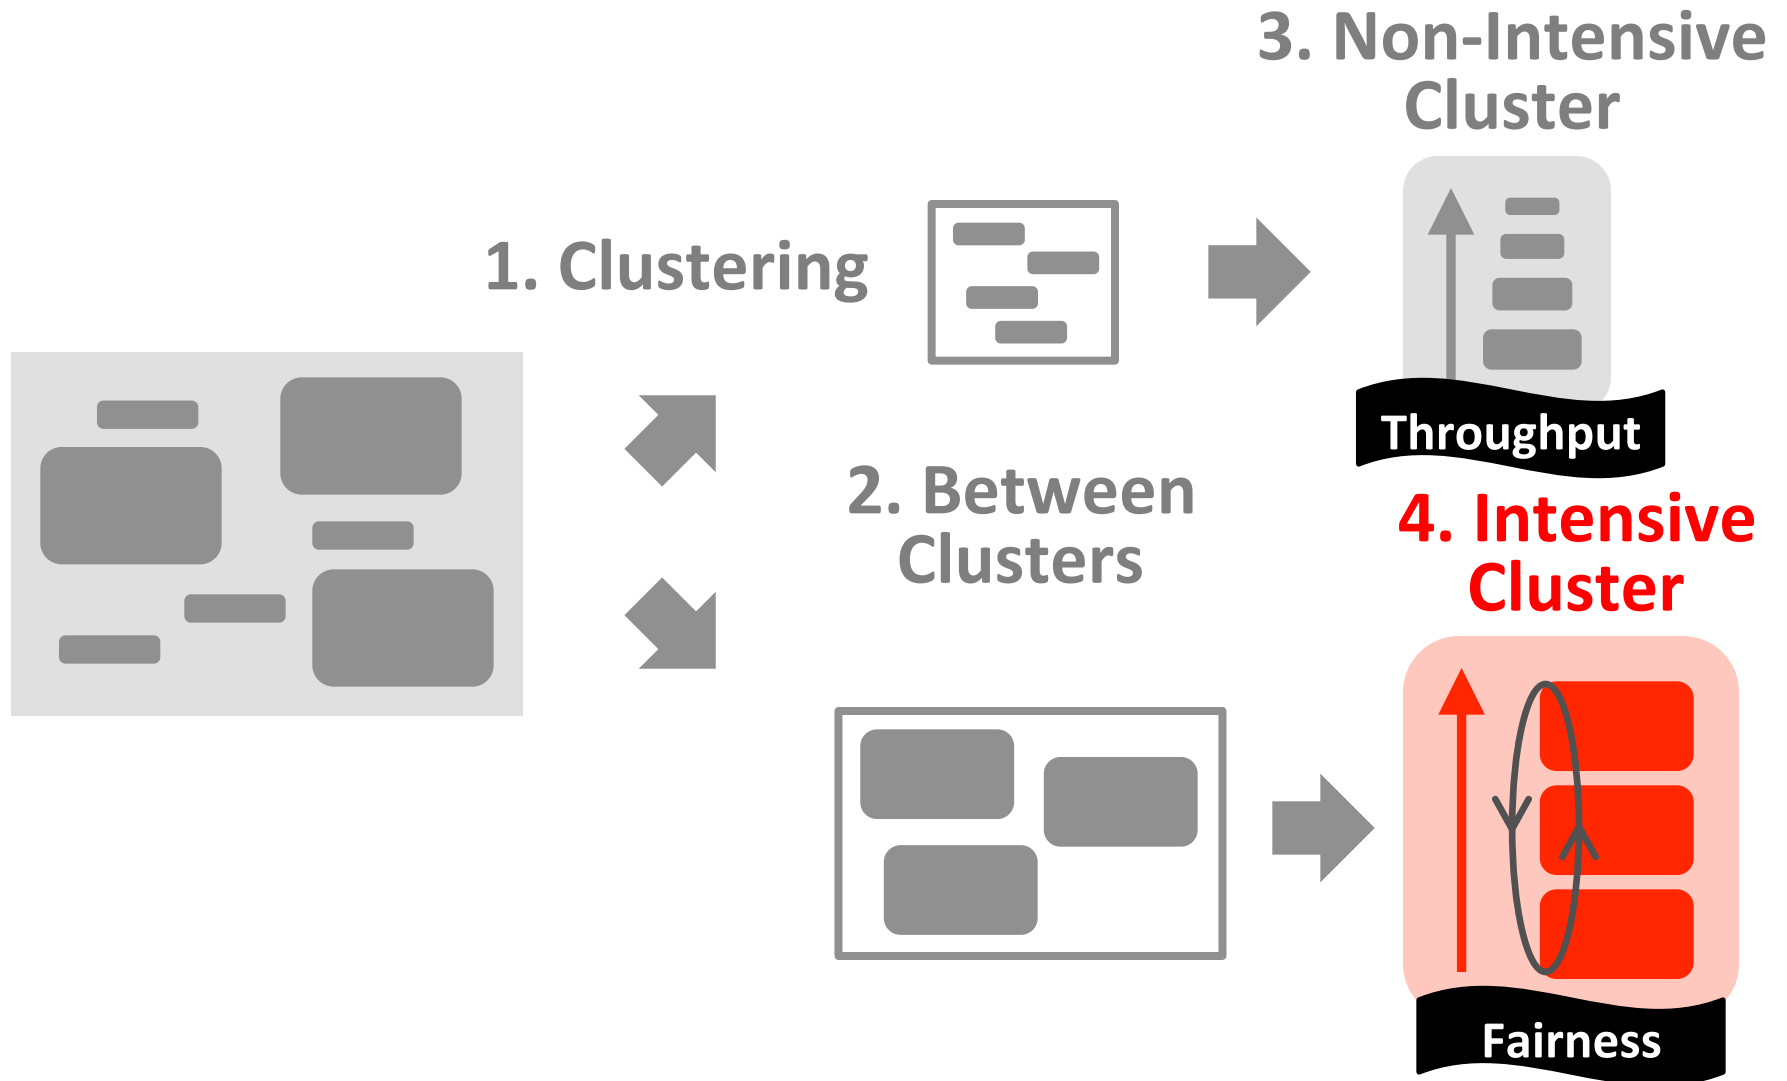 3. Non-Intensive
Cluster
1. Clustering
Throughput
2. Between
Clusters
4. Intensive
Cluster
Fairness